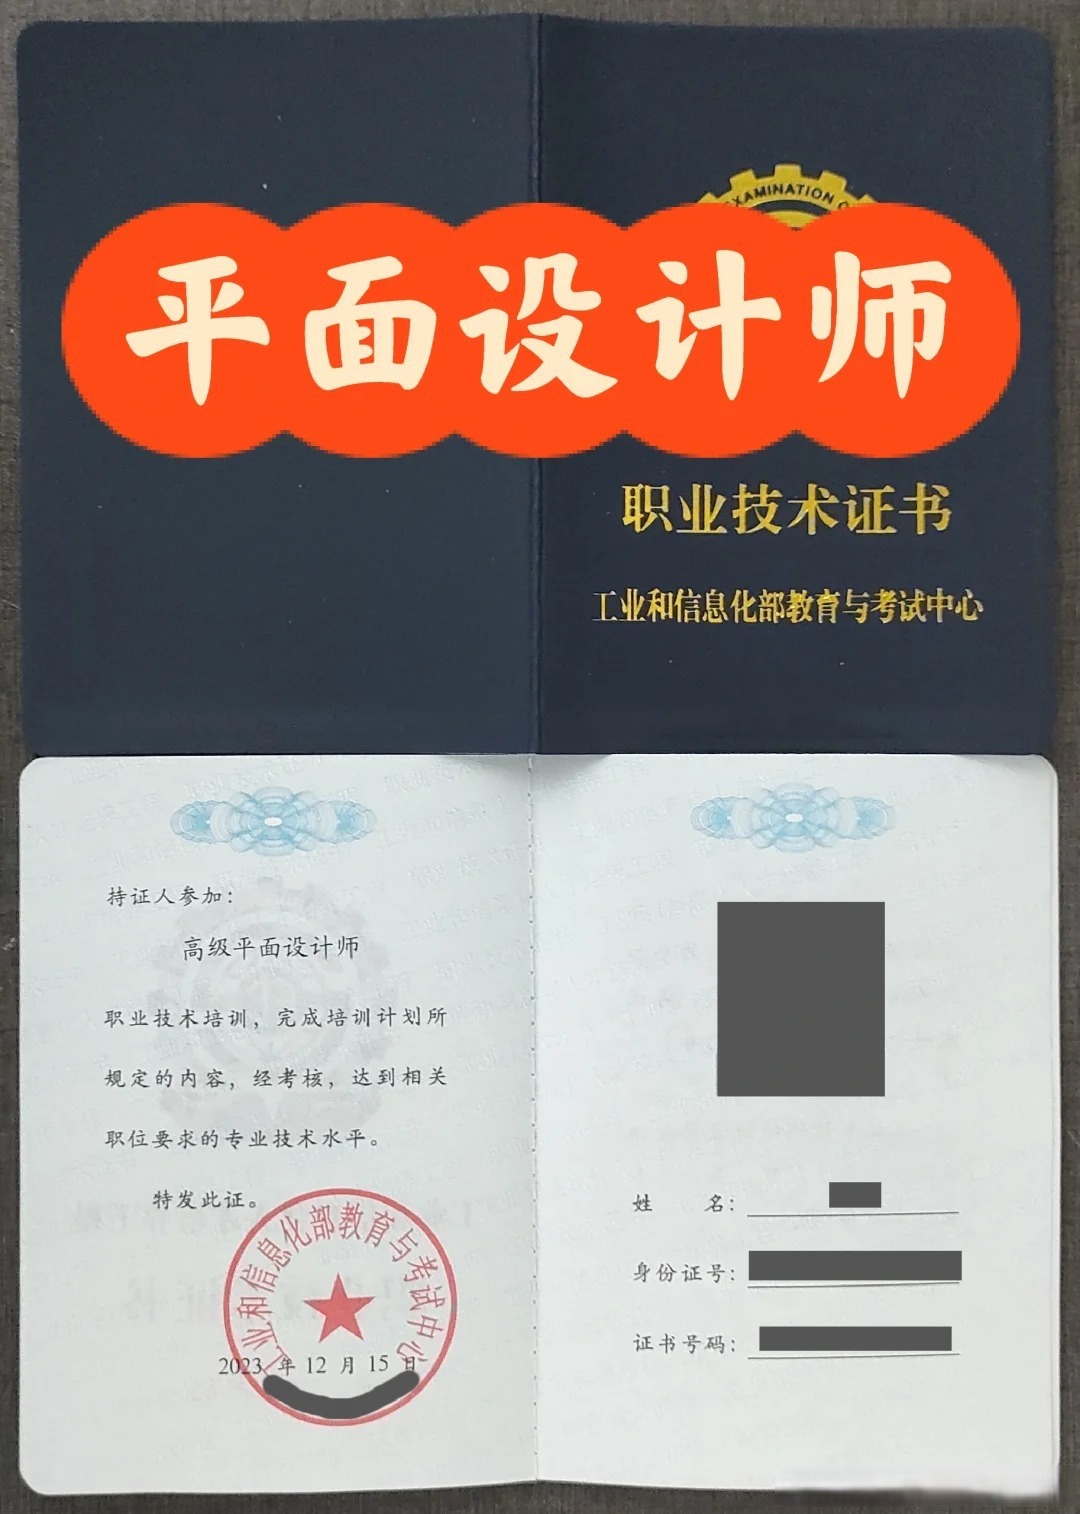 EXAMINATION
平面设计师
职业技术证书
工业和信息化部教育与考试中心
持证人参加：
高级平面设计师
职业技术培训，完成培训计划所
规定的内容，经考核，达到相关
职位要求的专业技术水平。
特发此证。
工业和信息化部教育与考试中心
2023 年 12 月 15 日
姓 名：
身份证号：
证书号码：